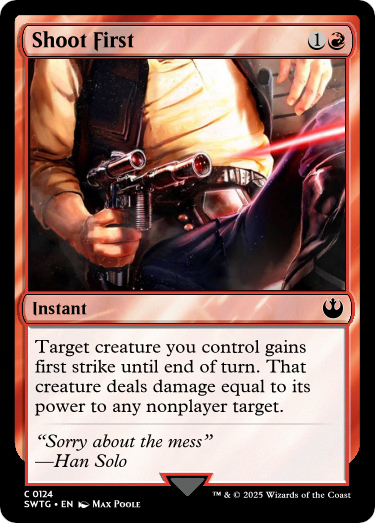 Shoot First 1
Instant
Target creature you control gains
first strike until end of turn. That
creature deals damage equal to its
power to any nonplayer target.
“Sorry about the mess”
—Han Solo
C 0124
SWTG • EN Max Poole
™ & © 2025 Wizards of the Coast